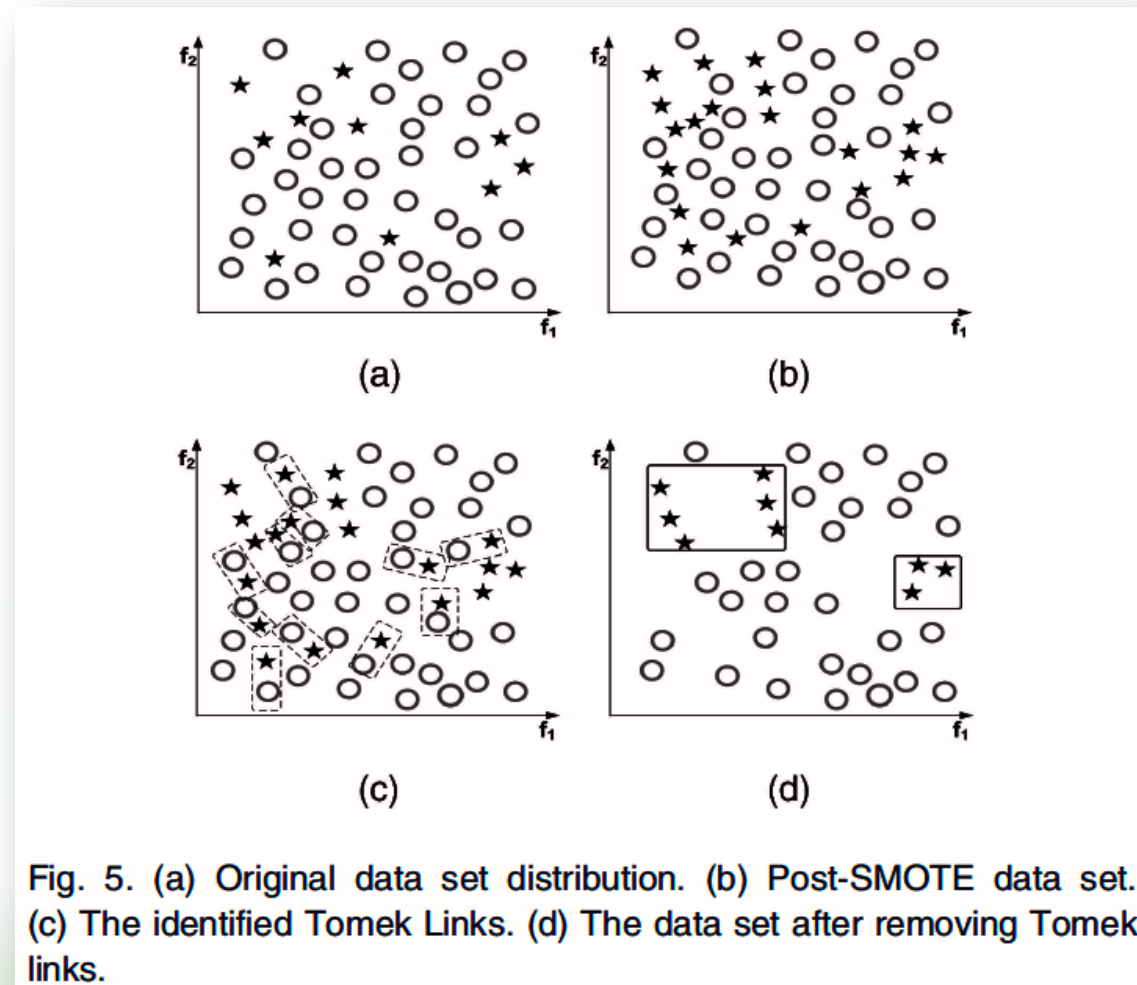 f₂
f₁
(a)
f₂
f₁
(b)
f₂
f₁
(c)
f₂
f₁
(d)
Fig. 5. (a) Original data set distribution. (b) Post-SMOTE data set.
(c) The identified Tomek Links. (d) The data set after removing Tomek
links.